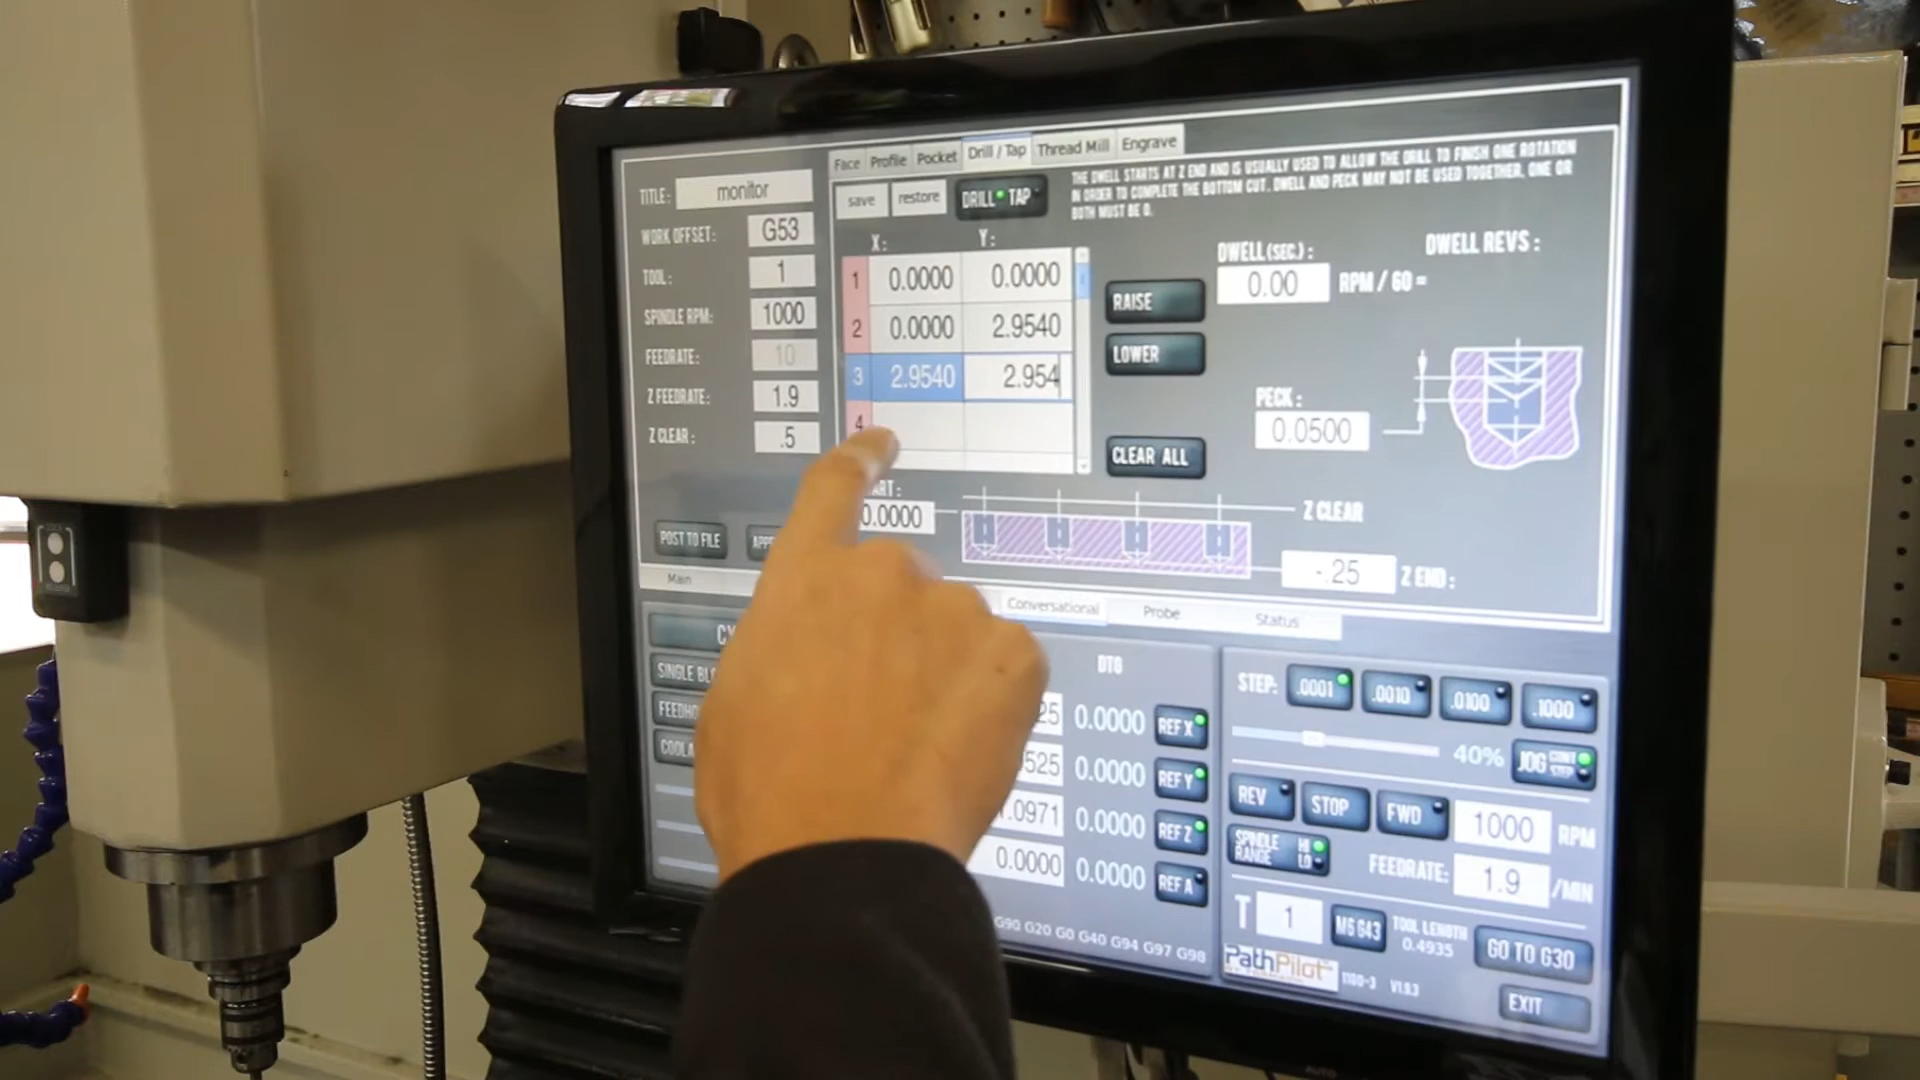 Face Profile Pocket Drill / Tap Thread Mill Engrave
TITLE: monitor
save restore DRILL TAP
THE DWELL STARTS AT Z END AND IS USUALLY USED TO ALLOW THE DRILL TO FINISH ONE ROTATION
IN ORDER TO COMPLETE THE BOTTOM CUT. DWELL AND PECK MAY NOT BE USED TOGETHER, ONE OR
BOTH MUST BE 0.
WORK OFFSET: G53
TOOL: 1
SPINDLE RPM: 1000
FEEDRATE: 10
Z FEEDRATE: 1.9
Z CLEAR: .5
X: Y:
1 0.0000 0.0000
2 0.0000 2.9540
3 2.9540 2.954
4
RAISE
LOWER
CLEAR ALL
DWELL (SEC.): DWELL REVS :
0.00 RPM / 60 =
PECK :
0.0500
0.0000
Z CLEAR
-.25 Z END :
POST TO FILE
Main Conversational Probe Status
SINGLE
DTG
25 0.0000 REF X
525 0.0000 REF Y
.0971 0.0000 REF Z
0.0000 0.0000 REF A
G90 G20 G0 G40 G94 G97 G98
STEP: .0001 .0010 .0100 .1000
40% JOG CONT STEP
REV STOP FWD 1000 RPM
SPINDLE RANGE HI LO
FEEDRATE: 1.9 /MIN
T 1 M6 G43 TOOL LENGTH 0.4935 GO TO G30
PathPilot 1100-3 V1.9.3
EXIT